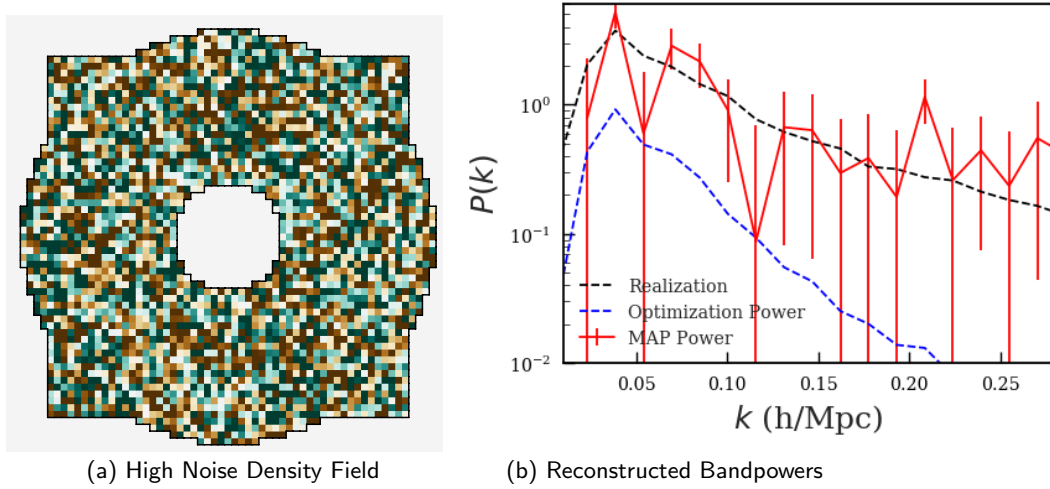 10⁰
10⁻¹
10⁻²
P(k)
Realization
Optimization Power
MAP Power
0.05 0.10 0.15 0.20 0.25
k (h/Mpc)
(a) High Noise Density Field (b) Reconstructed Bandpowers